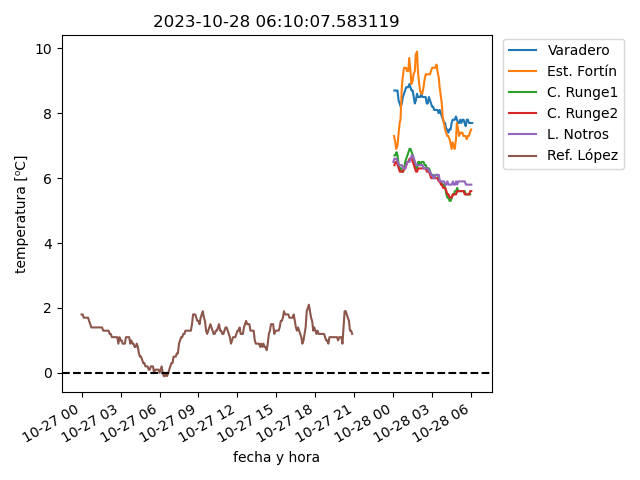 2023-10-28 06:10:07.583119
temperatura [ºC]
10
8
6
4
2
0
10-27 00
10-27 03
10-27 06
10-27 09
10-27 12
10-27 15
10-27 18
10-27 21
10-28 00
10-28 03
10-28 06
fecha y hora
Varadero
Est. Fortín
C. Runge1
C. Runge2
L. Notros
Ref. López